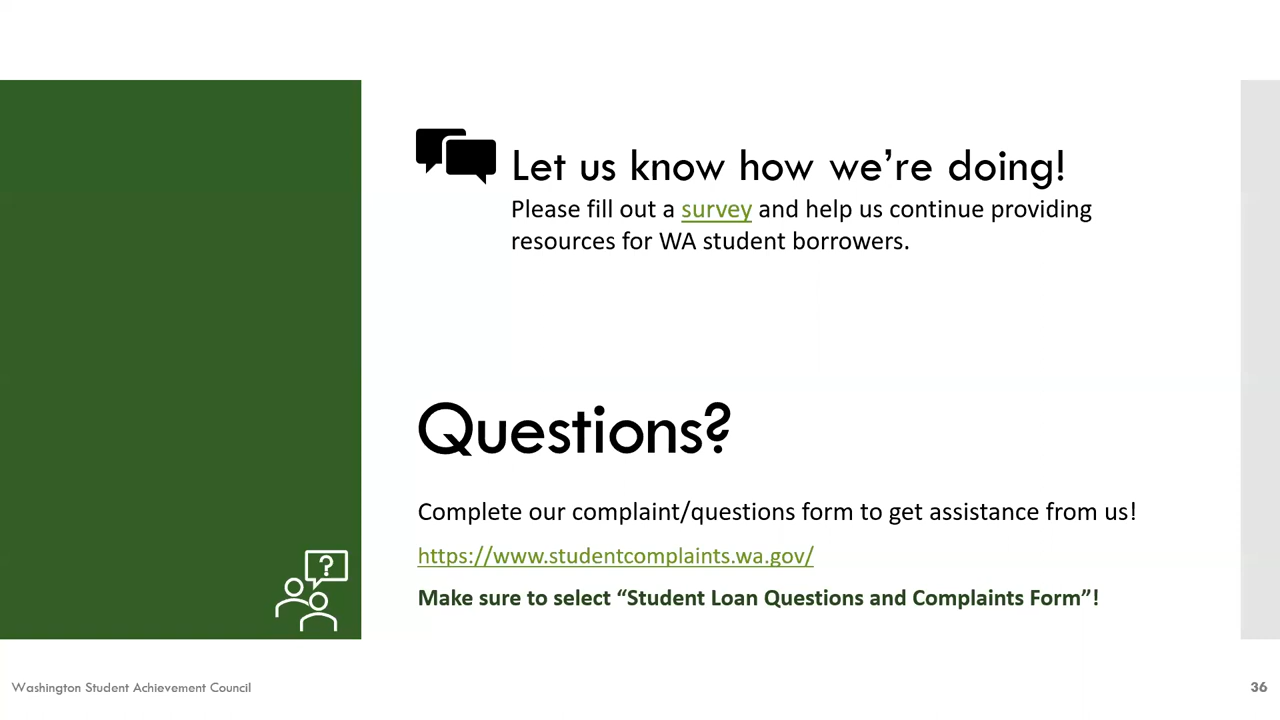 Let us know how we’re doing!
Please fill out a survey and help us continue providing
resources for WA student borrowers.
Questions?
Complete our complaint/questions form to get assistance from us!
https://www.studentcomplaints.wa.gov/
Make sure to select “Student Loan Questions and Complaints Form”!
?
Washington Student Achievement Council
36